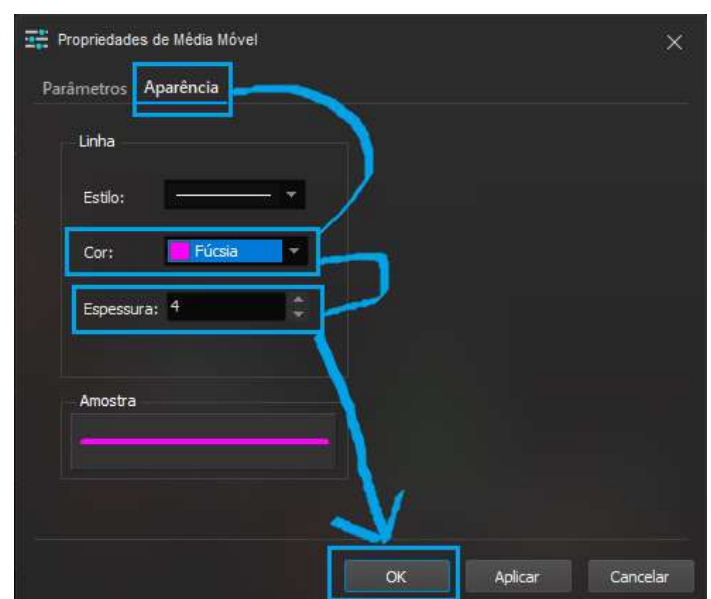 Propriedades de Média Móvel
Parâmetros Aparência
Linha
Estilo:
Cor: Fúcsia
Espessura: 4
Amostra
OK Aplicar Cancelar